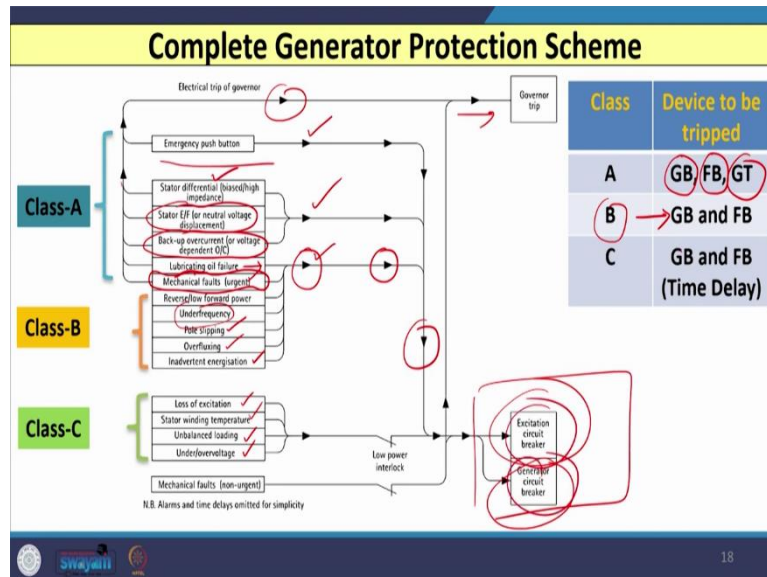 Complete Generator Protection Scheme
Electrical trip of governor
Governor
trip
Emergency push button
Class-A
Stator differential (biased/high
impedance)
Stator E/F (or neutral voltage
displacement)
Back-up overcurrent (or voltage
dependent O/C)
Lubricating oil failure
Mechanical faults (urgent)
Class-B
Reverse/low forward power
Underfrequency
Pole slipping
Overfluxing
Inadvertent energisation
Class-C
Loss of excitation
Stator winding temperature
Unbalanced loading
Under/overvoltage
Mechanical faults (non-urgent)
N.B. Alarms and time delays omitted for simplicity
Low power
interlock
Excitation
circuit
breaker
Generator
circuit
breaker
Class
Device to be
tripped
A
GB, FB, GT
B
GB and FB
C
GB and FB
(Time Delay)
swayam
18